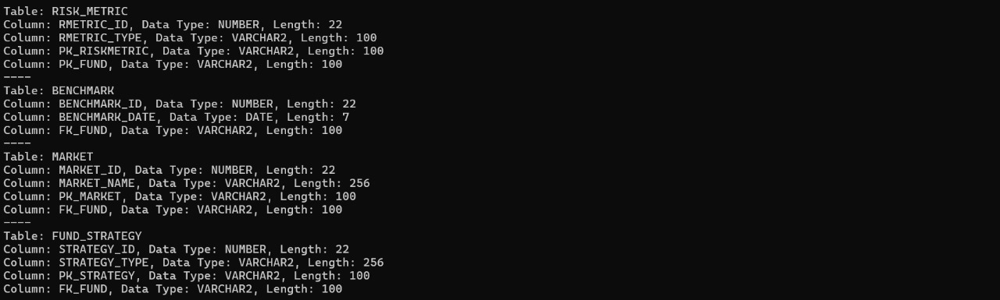 Table: RISK_METRIC
Column: RMETRIC_ID, Data Type: NUMBER, Length: 22
Column: RMETRIC_TYPE, Data Type: VARCHAR2, Length: 100
Column: PK_RISKMETRIC, Data Type: VARCHAR2, Length: 100
Column: PK_FUND, Data Type: VARCHAR2, Length: 100
----
Table: BENCHMARK
Column: BENCHMARK_ID, Data Type: NUMBER, Length: 22
Column: BENCHMARK_DATE, Data Type: DATE, Length: 7
Column: FK_FUND, Data Type: VARCHAR2, Length: 100
----
Table: MARKET
Column: MARKET_ID, Data Type: NUMBER, Length: 22
Column: MARKET_NAME, Data Type: VARCHAR2, Length: 256
Column: PK_MARKET, Data Type: VARCHAR2, Length: 100
Column: FK_FUND, Data Type: VARCHAR2, Length: 100
----
Table: FUND_STRATEGY
Column: STRATEGY_ID, Data Type: NUMBER, Length: 22
Column: STRATEGY_TYPE, Data Type: VARCHAR2, Length: 256
Column: PK_STRATEGY, Data Type: VARCHAR2, Length: 100
Column: FK_FUND, Data Type: VARCHAR2, Length: 100